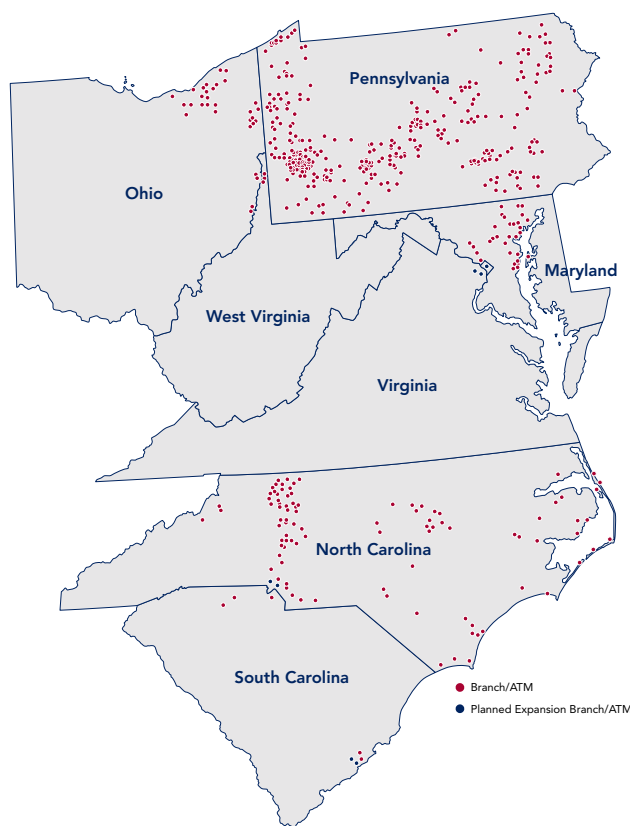 Pennsylvania
Ohio
Maryland
West Virginia
Virginia
North Carolina
South Carolina
Branch/ATM
Planned Expansion Branch/ATM